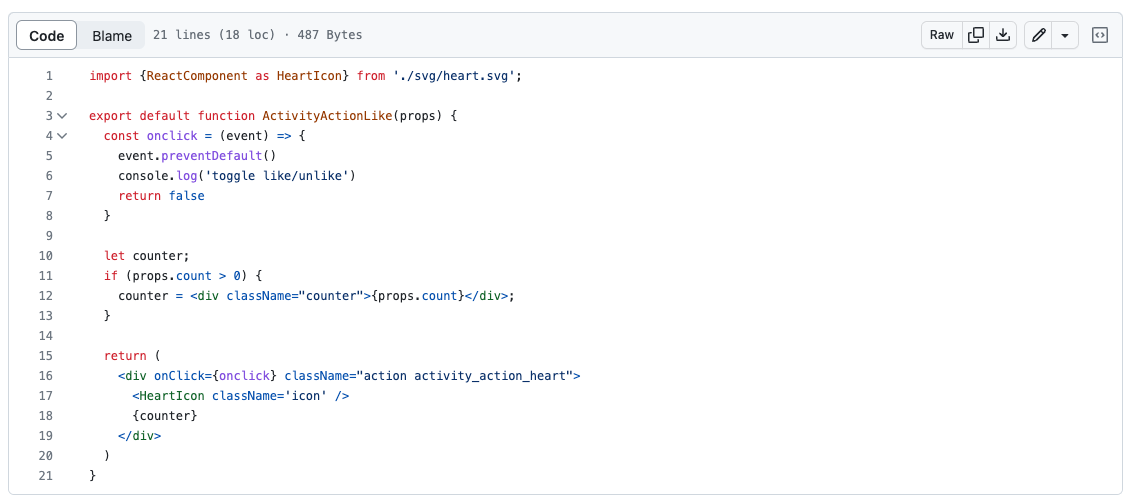 Code Blame 21 lines (18 loc) · 487 Bytes Raw
1 import {ReactComponent as HeartIcon} from './svg/heart.svg';
2
3 export default function ActivityActionLike(props) {
4   const onclick = (event) => {
5     event.preventDefault()
6     console.log('toggle like/unlike')
7     return false
8   }
9
10   let counter;
11   if (props.count > 0) {
12     counter = <div className="counter">{props.count}</div>;
13   }
14
15   return (
16     <div onClick={onclick} className="action activity_action_heart">
17       <HeartIcon className='icon' />
18       {counter}
19     </div>
20   )
21 }